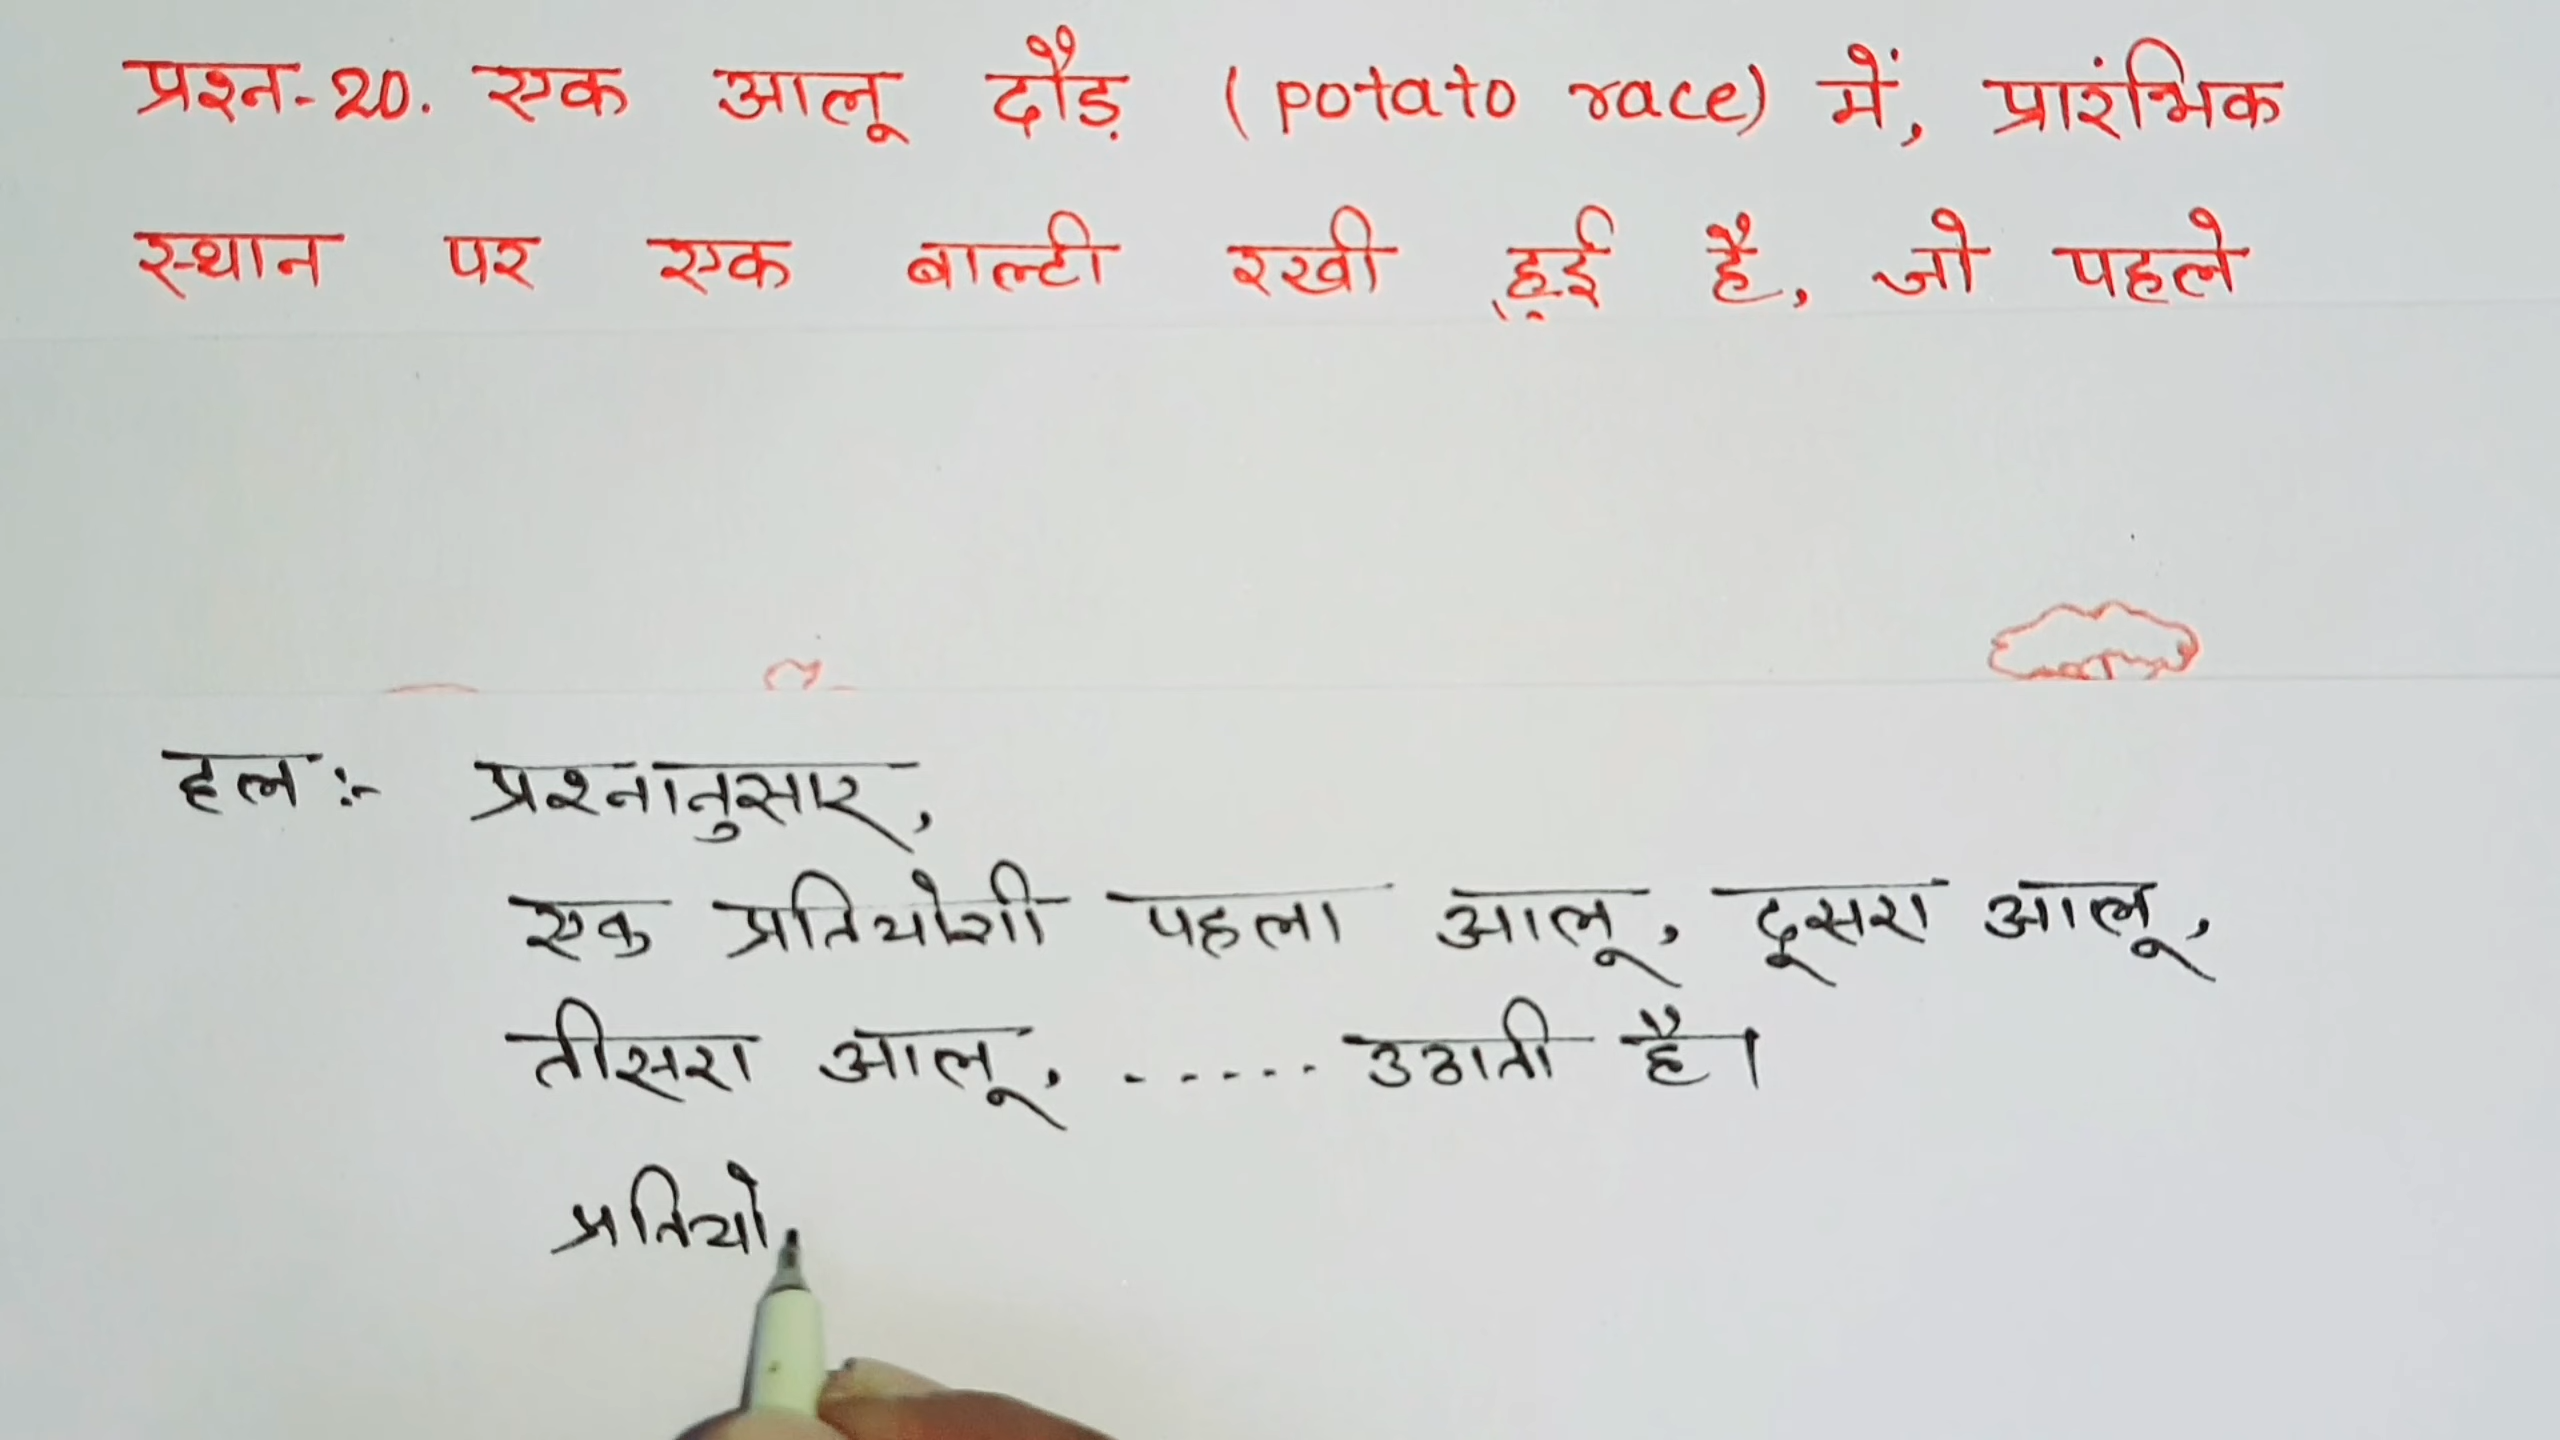 प्रश्न-20. एक आलू दौड़ (potato race) में, प्रारंभिक
स्थान पर एक बाल्टी रखी हुई है, जो पहले
हल :- प्रश्नानुसार,
एक प्रतियोगी पहला आलू, दूसरा आलू,
तीसरा आलू, ...... उठाती है।
प्रतियो